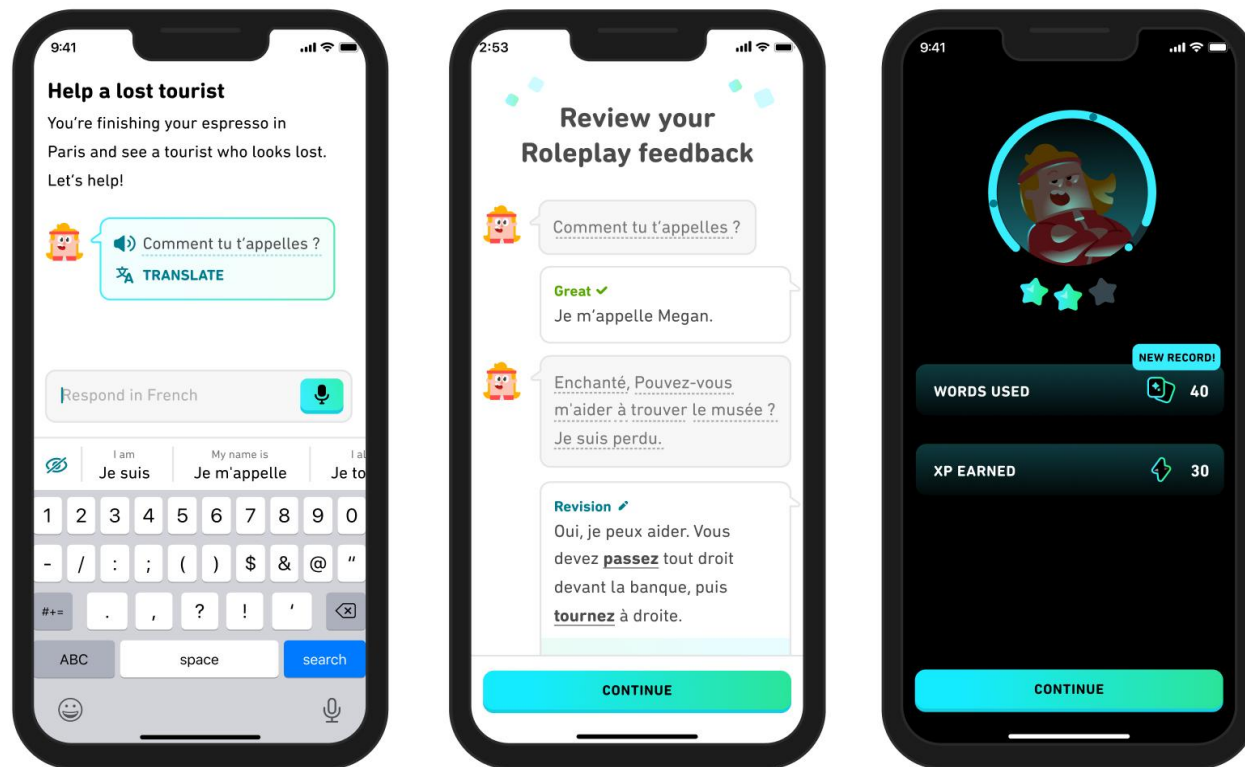 9:41
Help a lost tourist
You're finishing your espresso in
Paris and see a tourist who looks lost.
Let's help!
Comment tu t'appelles ?
TRANSLATE
Respond in French
I am
Je suis
My name is
Je m'appelle
I al
Je to
1 2 3 4 5 6 7 8 9 0
- / : ; ( ) $ & @ "
#+= . , ? ! '
ABC space search
2:53
Review your
Roleplay feedback
Comment tu t'appelles ?
Great
Je m'appelle Megan.
Enchanté, Pouvez-vous
m'aider à trouver le musée ?
Je suis perdu.
Revision
Oui, je peux aider. Vous
devez passez tout droit
devant la banque, puis
tournez à droite.
CONTINUE
9:41
NEW RECORD!
WORDS USED 40
XP EARNED 30
CONTINUE